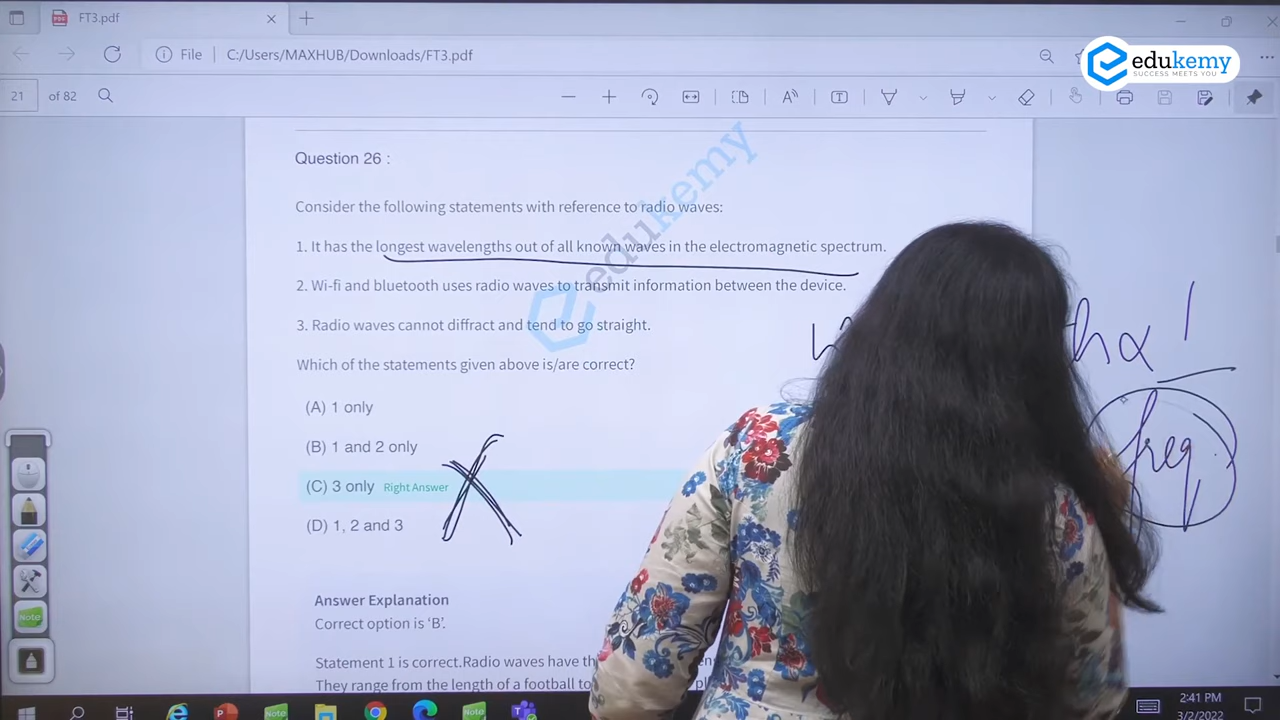 FT3.pdf
File C:/Users/MAXHUB/Downloads/FT3.pdf
edukemy
SUCCESS MEETS YOU
21 of 82
Question 26 :
Consider the following statements with reference to radio waves:
1. It has the longest wavelengths out of all known waves in the electromagnetic spectrum.
2. Wi-fi and bluetooth uses radio waves to transmit information between the device.
3. Radio waves cannot diffract and tend to go straight.
hα 1
Which of the statements given above is/are correct?
(A) 1 only
freq
(B) 1 and 2 only
(C) 3 only Right Answer
(D) 1, 2 and 3
edukemy
Answer Explanation
Correct option is ‘B’.
Statement 1 is correct.Radio waves have
They range from the length of a football to
Note
Note
Note
2:41 PM
3/2/2022